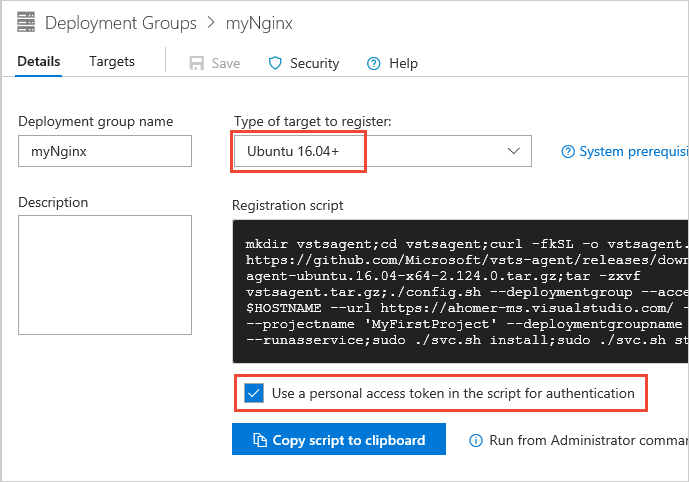 Deployment Groups > myNginx
Details Targets Save Security Help
Deployment group name
myNginx
Type of target to register:
Ubuntu 16.04+
System prerequisi
Description
Registration script
mkdir vstsagent;cd vstsagent;curl -fkSL -o vstsagent.
https://github.com/Microsoft/vsts-agent/releases/down
agent-ubuntu.16.04-x64-2.124.0.tar.gz;tar -zxvf
vstsagent.tar.gz;./config.sh --deploymentgroup --acce
$HOSTNAME --url https://ahomer-ms.visualstudio.com/ -
--projectname 'MyFirstProject' --deploymentgroupname
--runasservice;sudo ./svc.sh install;sudo ./svc.sh st
Use a personal access token in the script for authentication
Copy script to clipboard
Run from Administrator comma